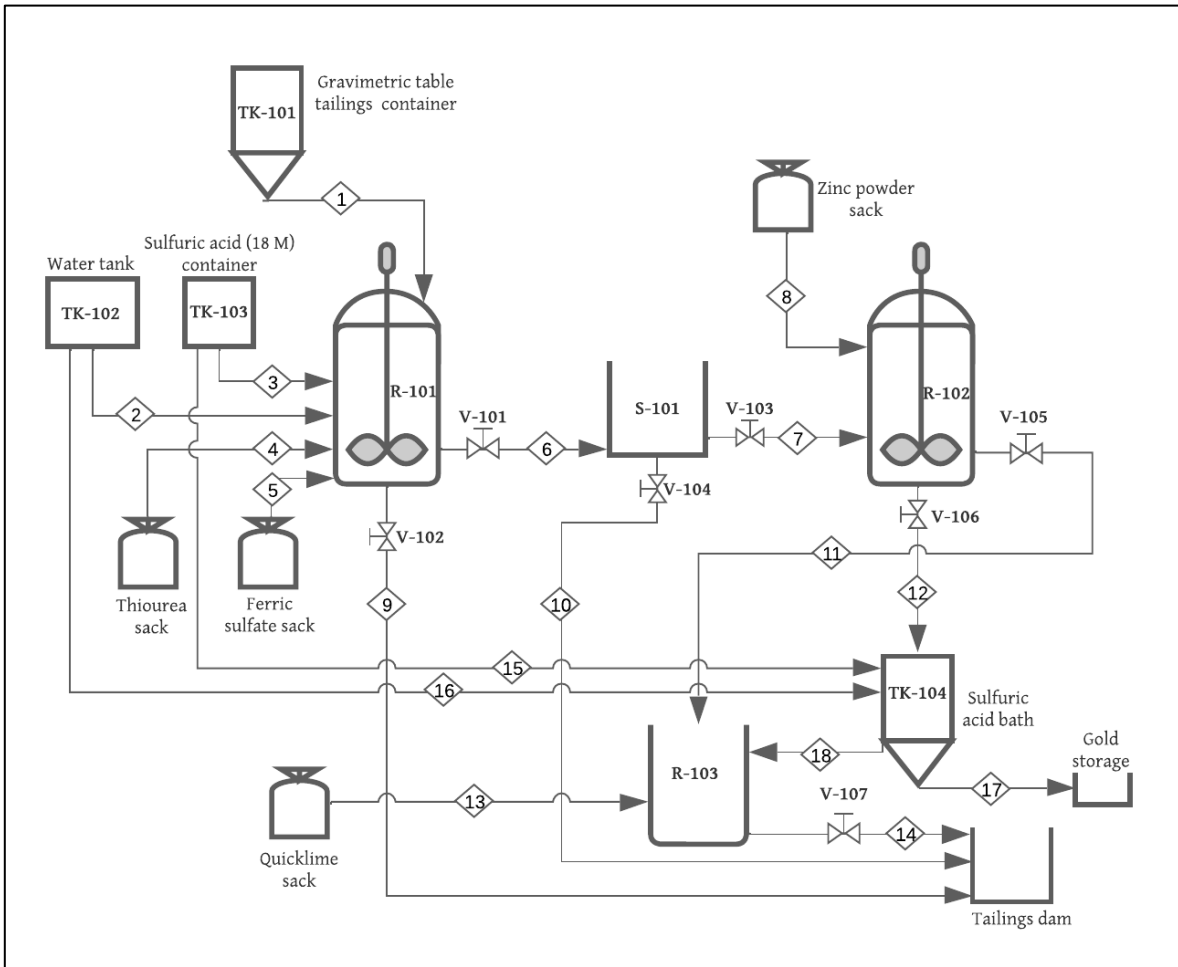 Gravimetric table
tailings container
TK-101
1
Zinc powder
sack
Sulfuric acid (18 M)
container
Water tank
TK-102
TK-103
8
3
R-101
R-102
2
V-101
S-101
V-103
V-105
4
6
7
5
V-104
V-106
V-102
11
9
10
12
Thiourea
sack
Ferric
sulfate sack
15
16
TK-104
Sulfuric
acid bath
Gold
storage
18
R-103
17
13
V-107
14
Quicklime
sack
Tailings dam